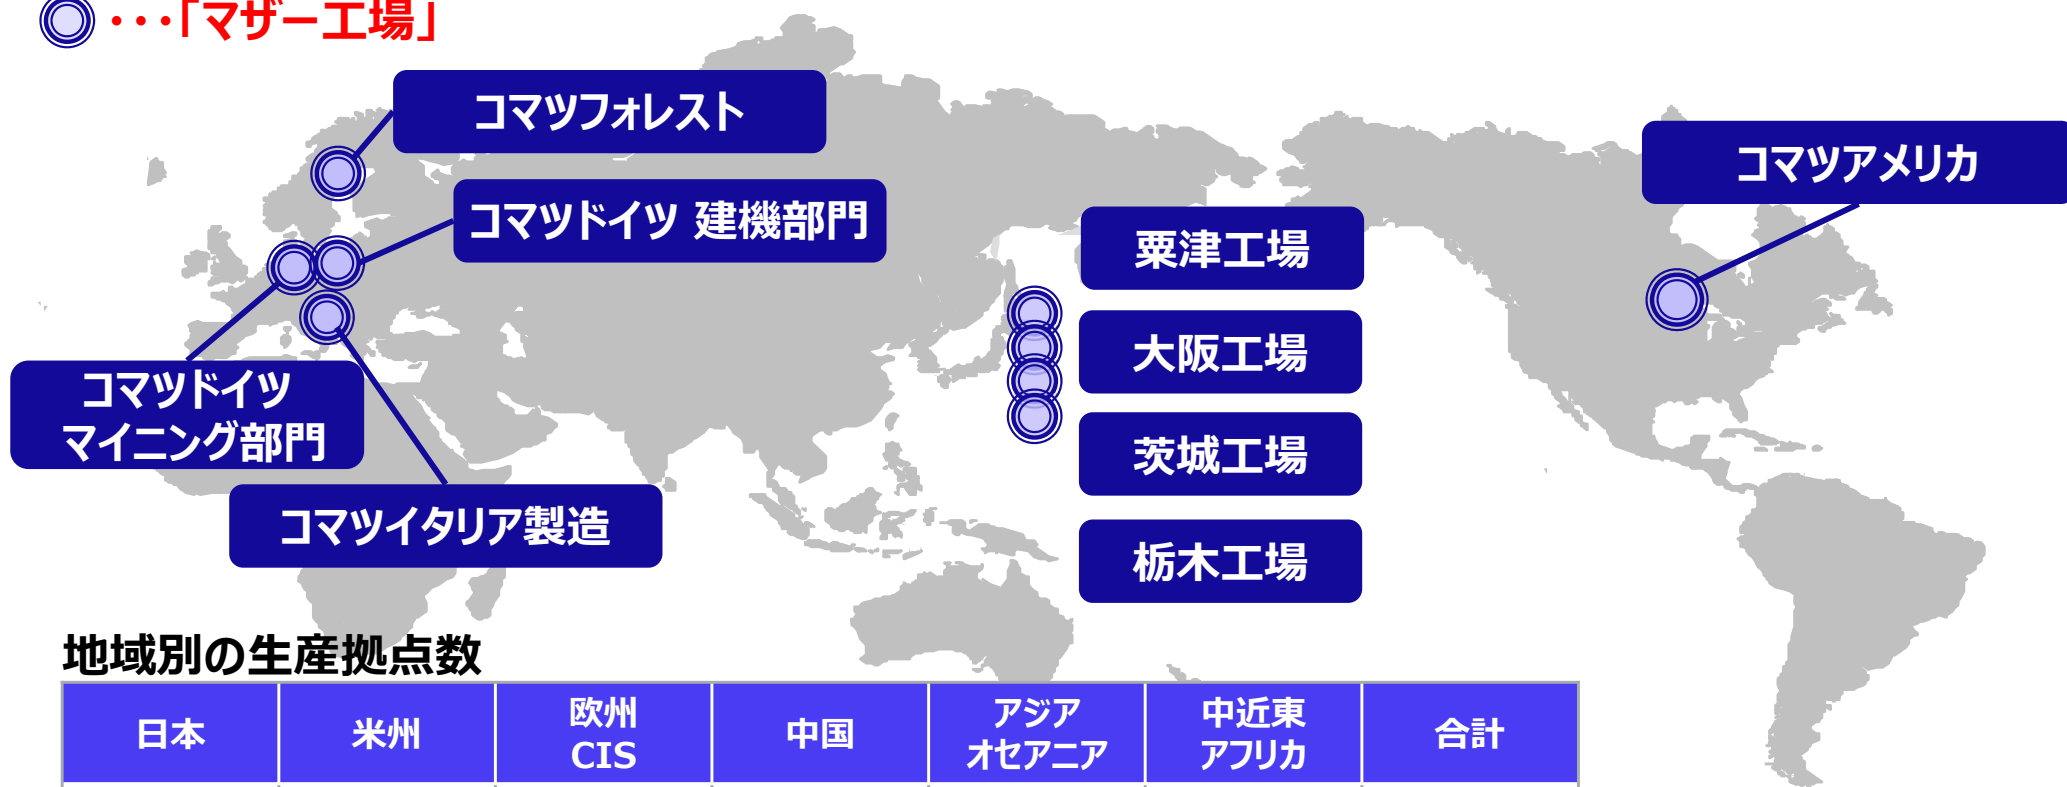 ・・・「マザー工場」
コマツフォレスト
コマツアメリカ
コマツドイツ 建機部門
粟津工場
大阪工場
コマツドイツ
マイニング部門
茨城工場
コマツイタリア製造
栃木工場
地域別の生産拠点数
日本
米州
欧州
CIS
中国
アジア
オセアニア
中近東
アフリカ
合計